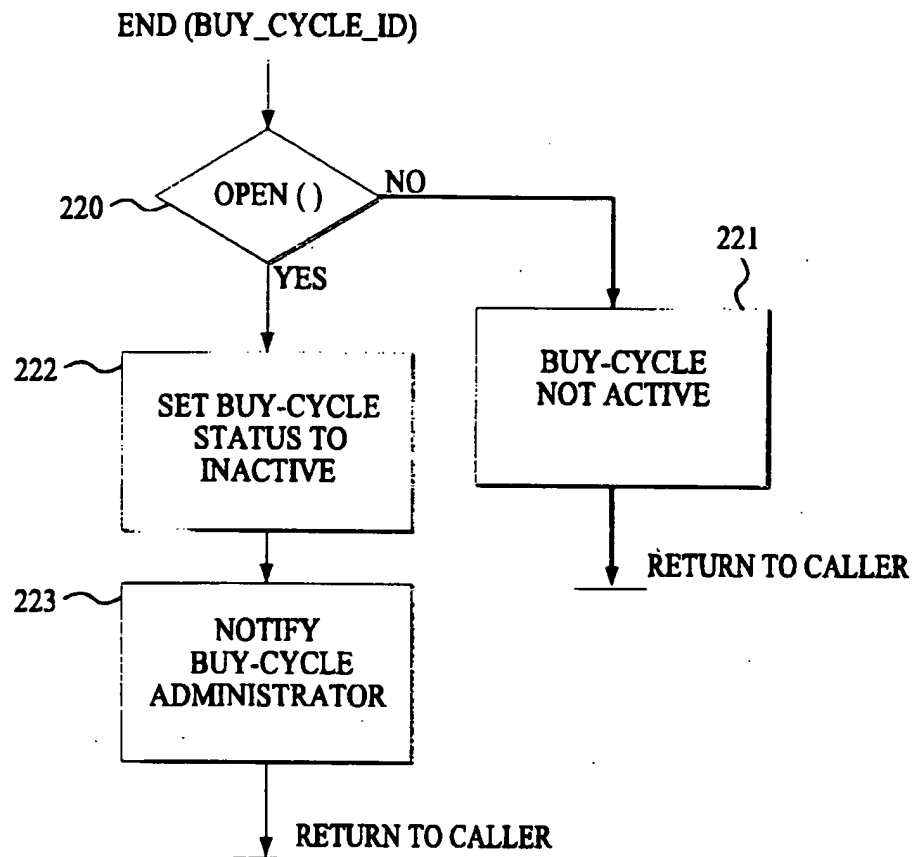 END (BUY_CYCLE_ID)
220
OPEN ( )
NO
YES
221
222
SET BUY-CYCLE
STATUS TO
INACTIVE
BUY-CYCLE
NOT ACTIVE
RETURN TO CALLER
223
NOTIFY
BUY-CYCLE
ADMINISTRATOR
RETURN TO CALLER